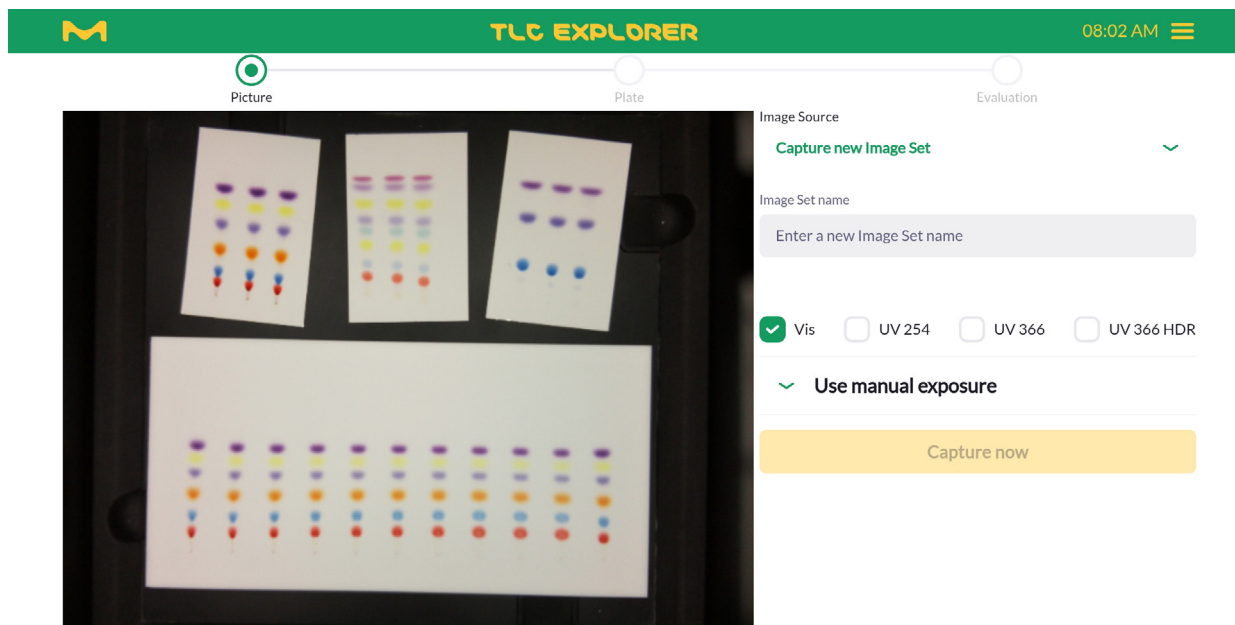 TLC EXPLORER
08:02 AM
Picture
Plate
Evaluation
Image Source
Capture new Image Set
Image Set name
Enter a new Image Set name
Vis
UV 254
UV 366
UV 366 HDR
Use manual exposure
Capture now